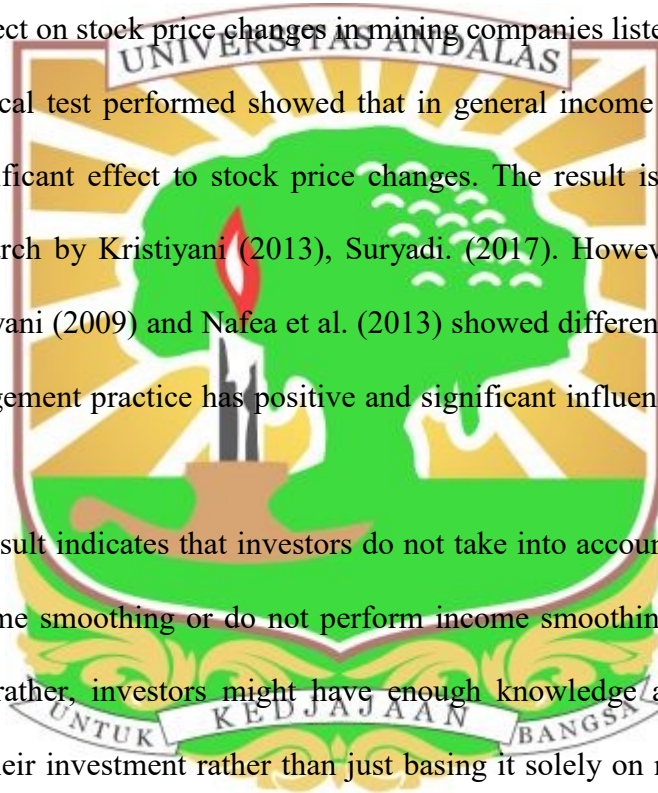 ect on stock price changes in mining companies liste
UNIVERSITAS ANDALAS
cal test performed showed that in general income
ificant effect to stock price changes. The result is
rch by Kristiyani (2013), Suryadi. (2017). Howev
yani (2009) and Nafea et al. (2013) showed differen
gement practice has positive and significant influen
sult indicates that investors do not take into accoun
me smoothing or do not perform income smoothin
rather, investors might have enough knowledge a
UNTUK KEDJAJAAN BANGSA
heir investment rather than just basing it solely on